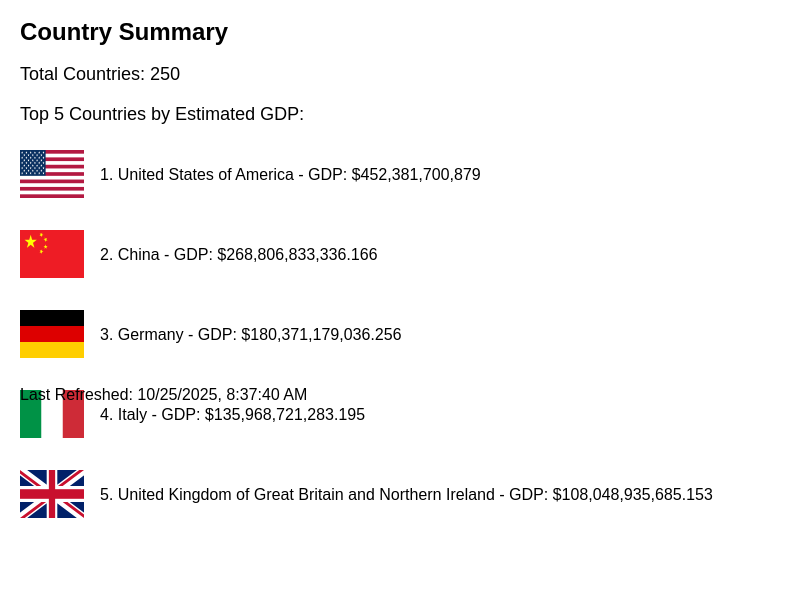 Country Summary
Total Countries: 250
Top 5 Countries by Estimated GDP:
1. United States of America - GDP: $452,381,700,879
2. China - GDP: $268,806,833,336.166
3. Germany - GDP: $180,371,179,036.256
Last Refreshed: 10/25/2025, 8:37:40 AM
4. Italy - GDP: $135,968,721,283.195
5. United Kingdom of Great Britain and Northern Ireland - GDP: $108,048,935,685.153